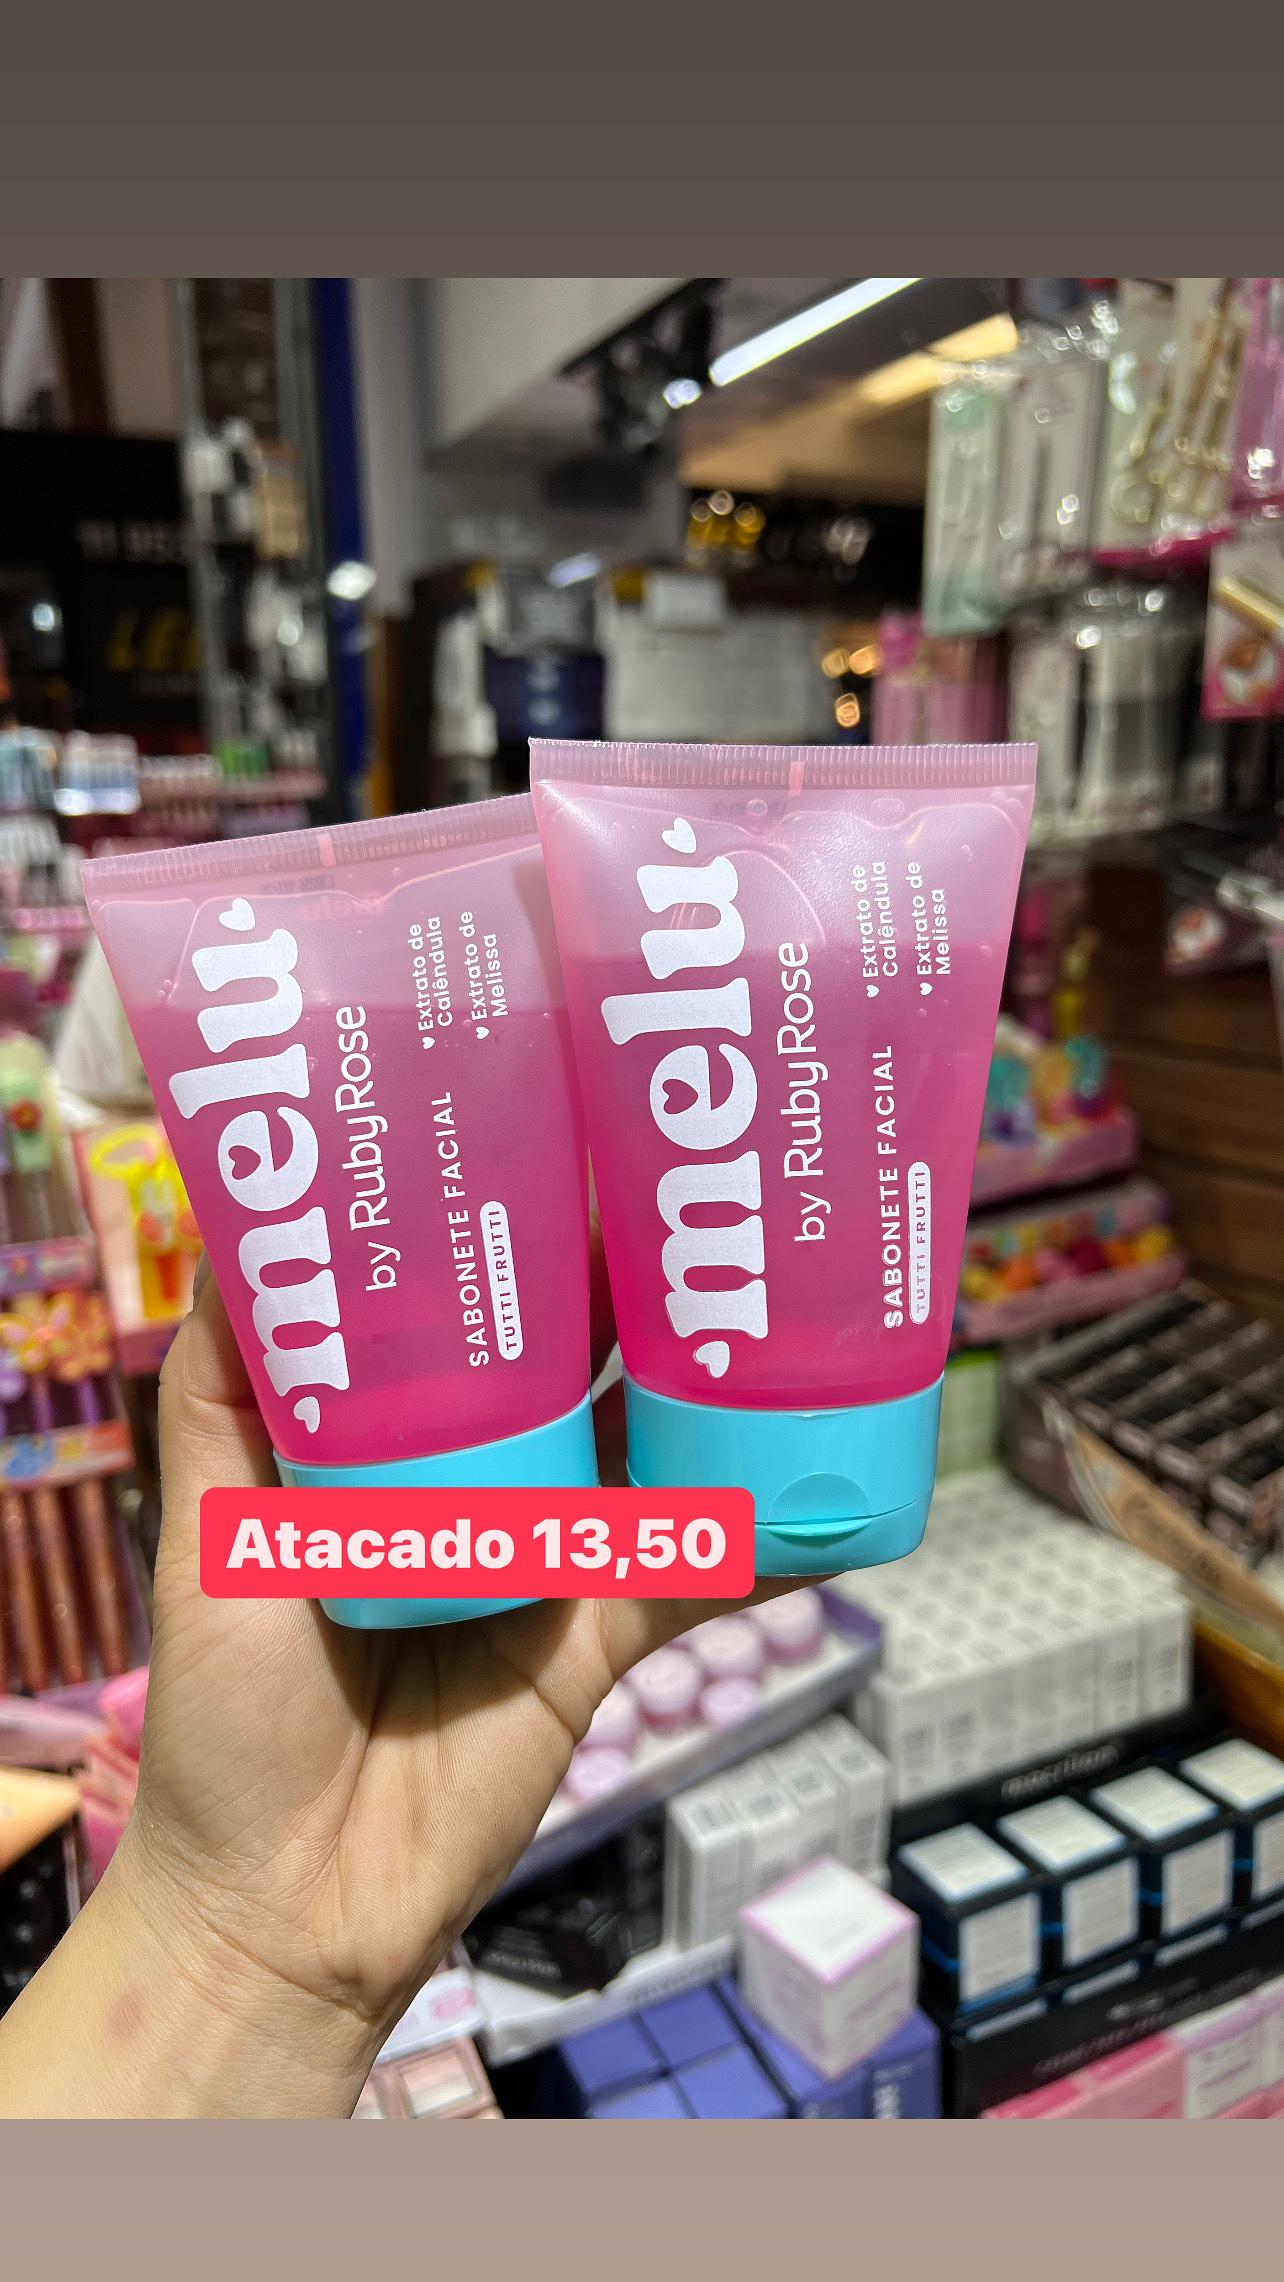 melu
by RubyRose
SABONETE FACIAL
TUTTI FRUTTI
Extrato de
Calêndula
Extrato de
Melissa
melu
by RubyRose
SABONETE FACIAL
TUTTI FRUTTI
Extrato de
Calêndula
Extrato de
Melissa
Atacado 13,50